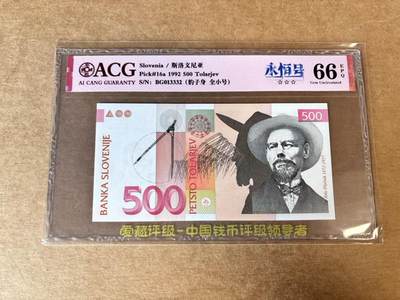 ACG
AI CANG GUARANTY
Slovenia / 斯洛文尼亚
Pick#16a 1992 500 Tolarjev
S/N: BG013332 (豹子身 全小号)
永恒号
☆☆☆
66 EPQ
Gem Uncirculated
BANKA SLOVENIJE
500
500
PETSTO TOLARJEV
爱藏评级-中国钱币评级领导者